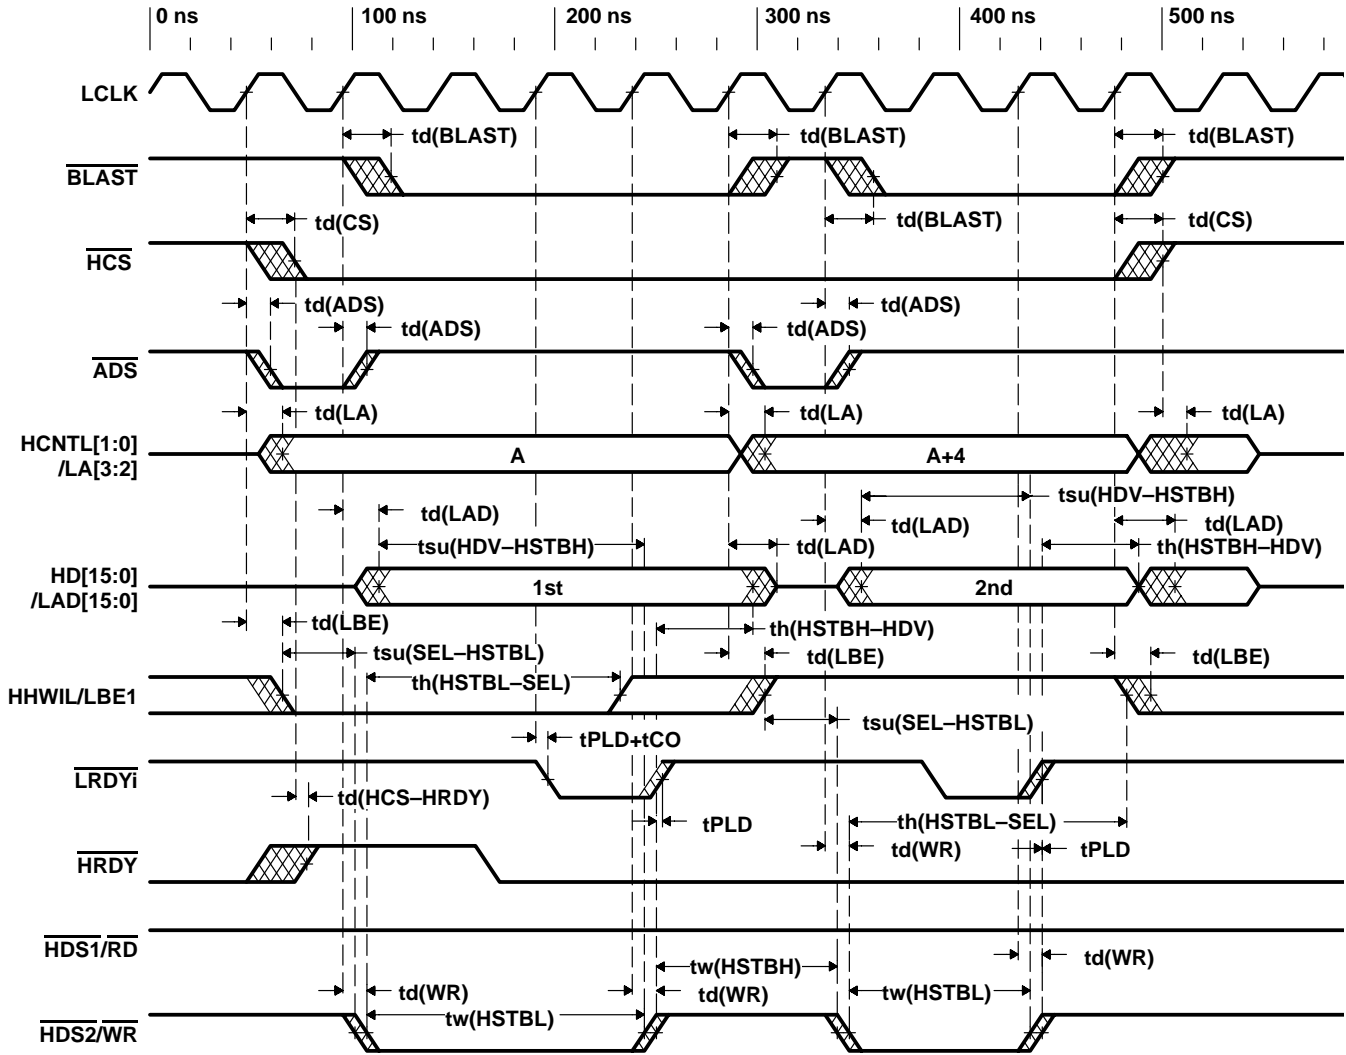 0 ns 100 ns 200 ns 300 ns 400 ns 500 ns
LCLK
td(BLAST) td(BLAST) td(BLAST)
BLAST
td(CS) td(BLAST) td(CS)
HCS
td(ADS) td(ADS)
td(ADS) td(ADS)
ADS
td(LA) td(LA) td(LA)
HCNTL[1:0]
/LA[3:2]
A A+4
tsu(HDV–HSTBH)
td(LAD) td(LAD) td(LAD)
tsu(HDV–HSTBH) td(LAD) th(HSTBH–HDV)
HD[15:0]
/LAD[15:0]
1st 2nd
td(LBE) th(HSTBH–HDV)
tsu(SEL–HSTBL) td(LBE) td(LBE)
th(HSTBL–SEL)
HHWIL/LBE1
tsu(SEL–HSTBL)
tPLD+tCO
LRDYi
td(HCS–HRDY)
tPLD th(HSTBL–SEL)
td(WR) tPLD
HRDY
HDS1/RD
td(WR)
tw(HSTBH)
td(WR) td(WR) tw(HSTBL)
tw(HSTBL)
HDS2/WR